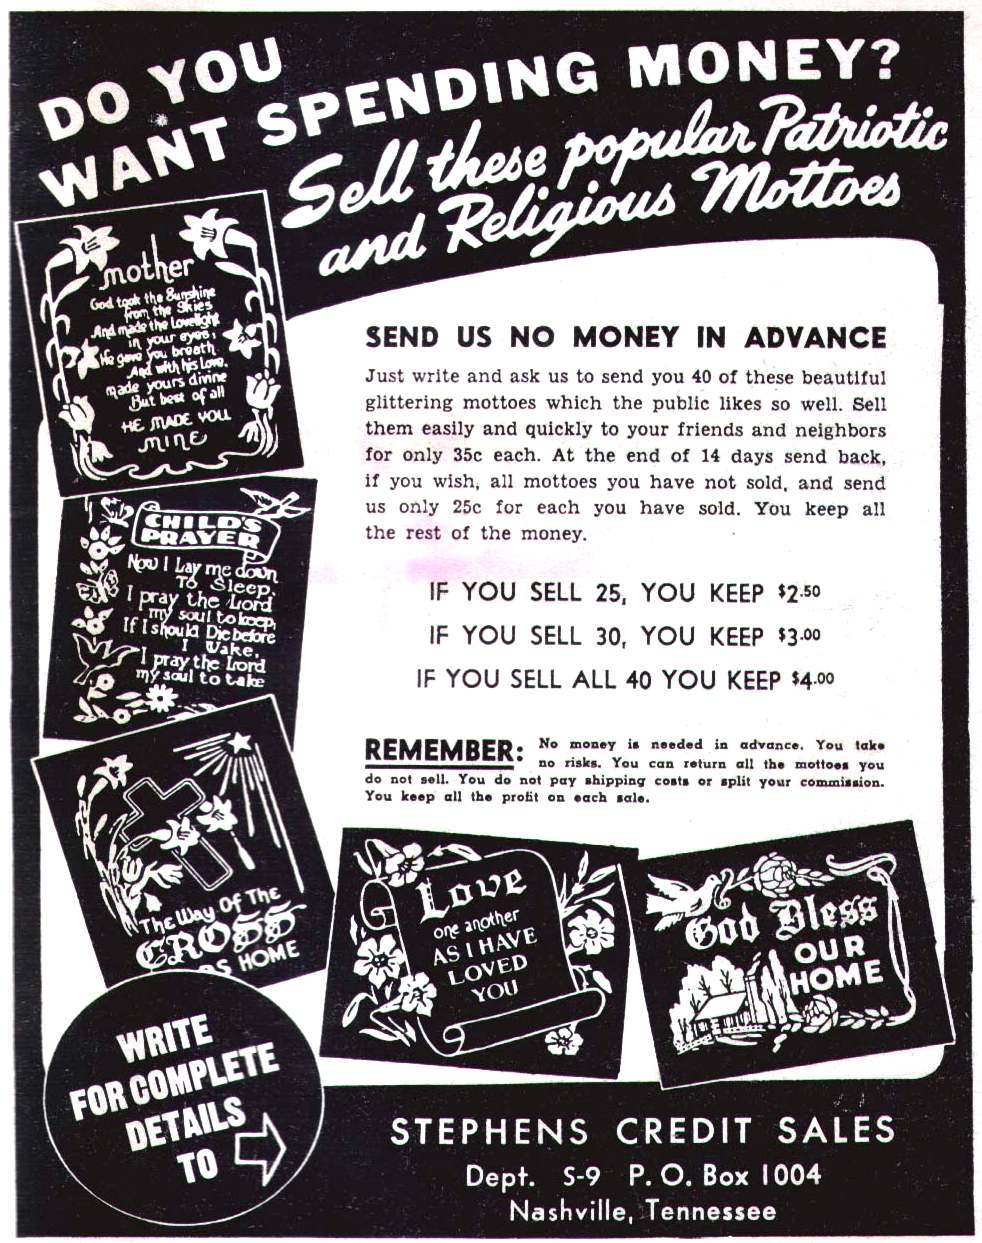 DO YOU
WANT SPENDING MONEY?
Sell these popular Patriotic
and Religious Mottoes
mother
God took the Sunshine
from the Skies
And made the Lovelight
in your eyes;
He gave you breath
And with his Love,
made yours divine
But best of all
HE MADE YOU
MINE
SEND US NO MONEY IN ADVANCE
Just write and ask us to send you 40 of these beautiful
glittering mottoes which the public likes so well. Sell
them easily and quickly to your friends and neighbors
for only 35c each. At the end of 14 days send back,
if you wish, all mottoes you have not sold, and send
us only 25c for each you have sold. You keep all
the rest of the money.
CHILD'S
PRAYER
Now I Lay me down
To Sleep,
I pray the Lord
my soul to keep,
If I should Die before
I Wake,
I pray the Lord
my soul to take
IF YOU SELL 25, YOU KEEP $2.50
IF YOU SELL 30, YOU KEEP $3.00
IF YOU SELL ALL 40 YOU KEEP $4.00
REMEMBER: No money is needed in advance. You take
no risks. You can return all the mottoes you
do not sell. You do not pay shipping costs or split your commission.
You keep all the profit on each sale.
The Way Of The
CROSS
DS HOME
Love
one another
AS I HAVE
LOVED
YOU
God Bless
OUR
HOME
WRITE
FOR COMPLETE
DETAILS
TO
STEPHENS CREDIT SALES
Dept. S-9 P. O. Box 1004
Nashville, Tennessee